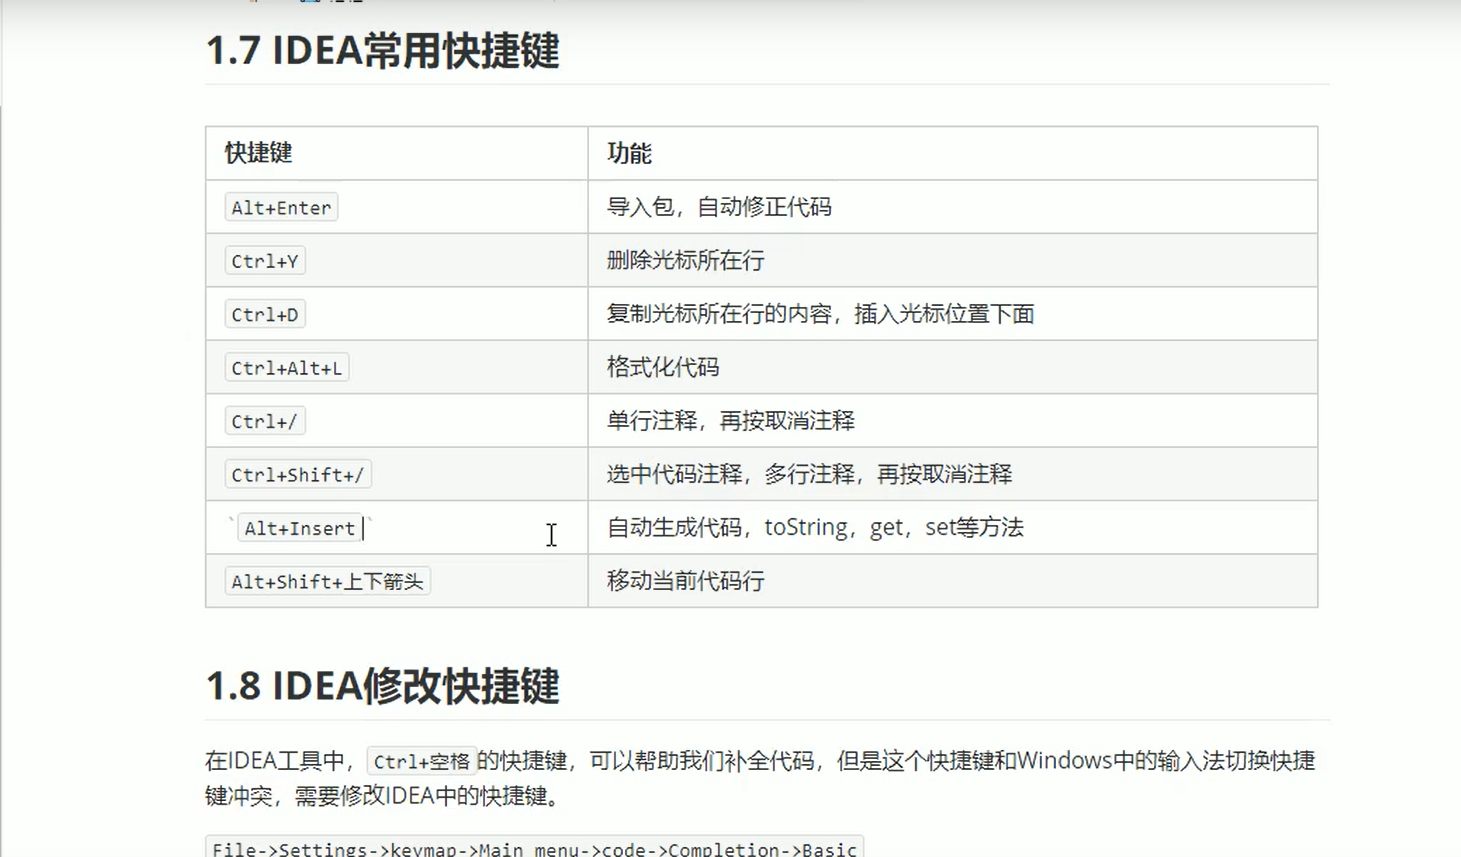 1.7 IDEA常用快捷键
快捷键 功能
Alt+Enter 导入包，自动修正代码
Ctrl+Y 删除光标所在行
Ctrl+D 复制光标所在行的内容，插入光标位置下面
Ctrl+Alt+L 格式化代码
Ctrl+/ 单行注释，再按取消注释
Ctrl+Shift+/ 选中代码注释，多行注释，再按取消注释
`Alt+Insert` 自动生成代码，toString，get，set等方法
Alt+Shift+上下箭头 移动当前代码行
1.8 IDEA修改快捷键
在IDEA工具中，Ctrl+空格的快捷键，可以帮助我们补全代码，但是这个快捷键和Windows中的输入法切换快捷
键冲突，需要修改IDEA中的快捷键。
File->Settings->keymap->Main menu->code->Completion->Basic